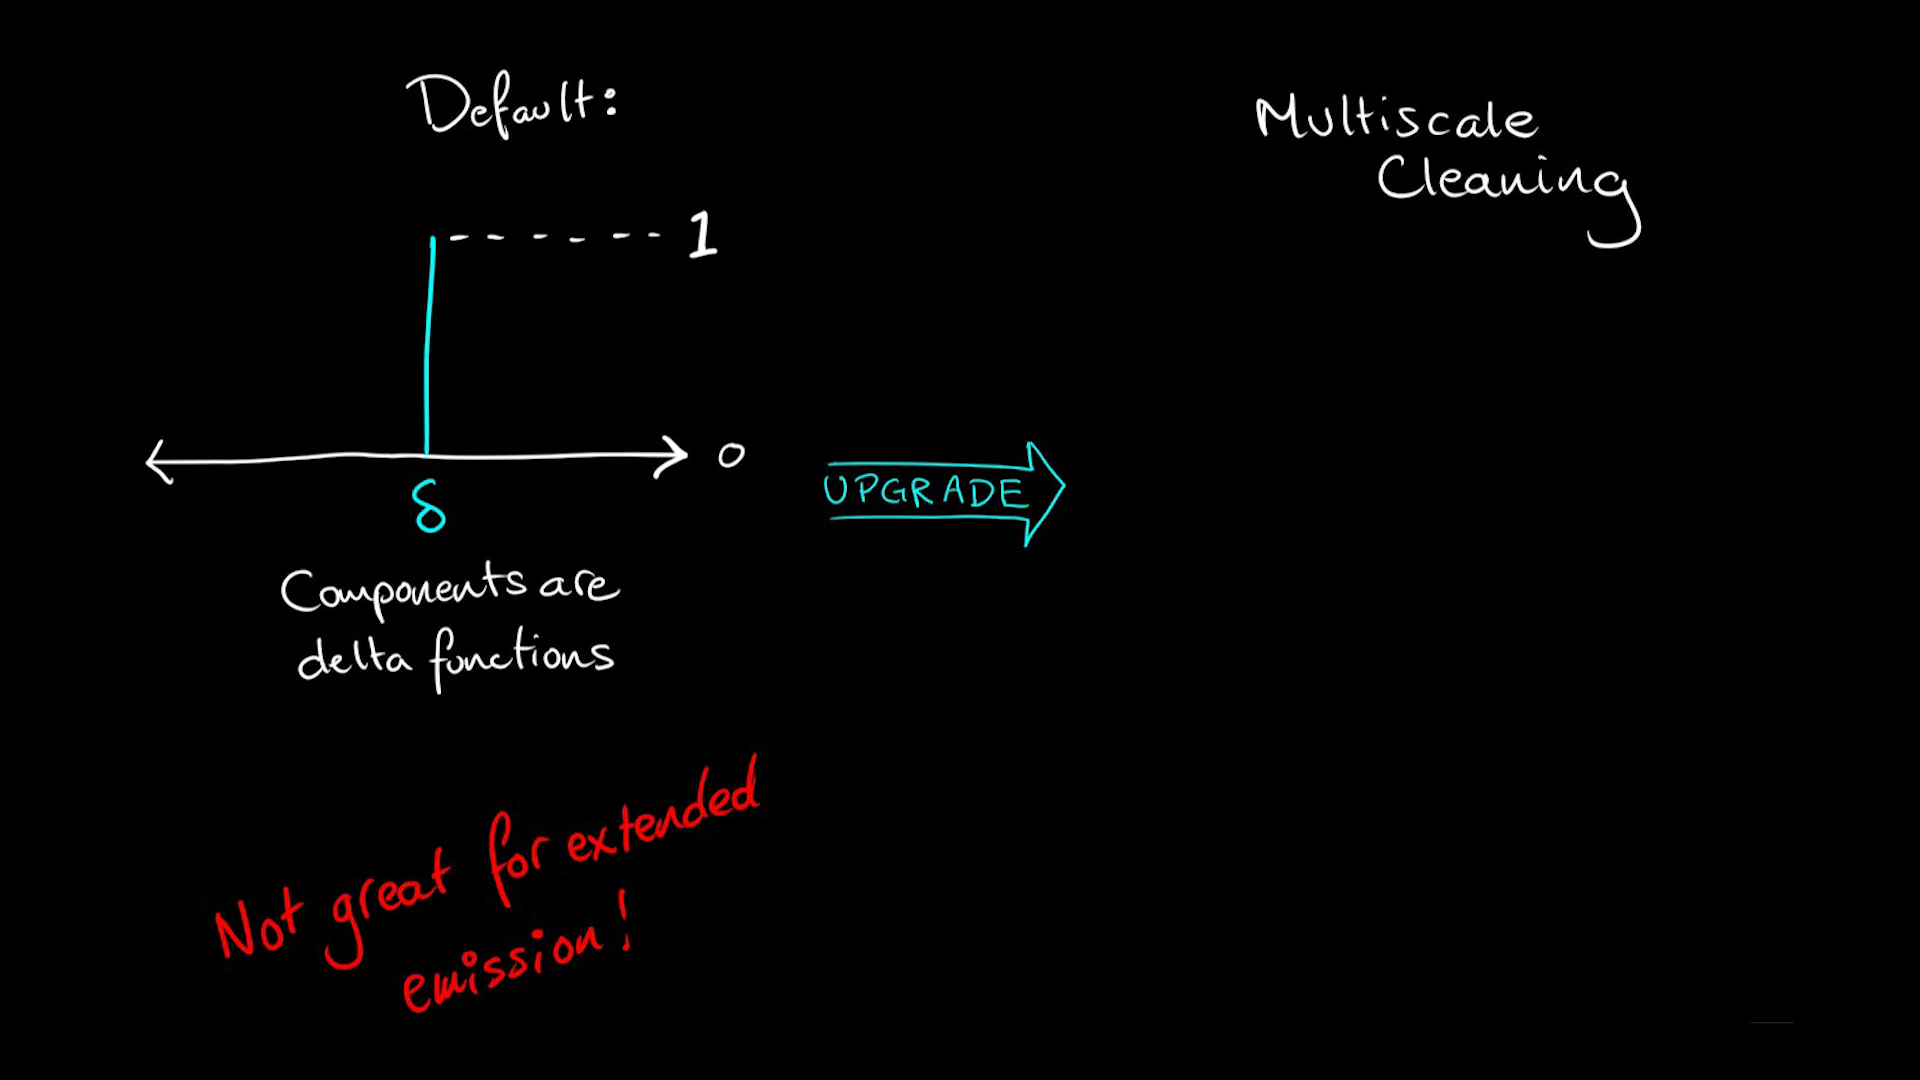 Default:
1
0
δ
Components are
delta functions
Not great for extended
emission!
UPGRADE
Multiscale
Cleaning